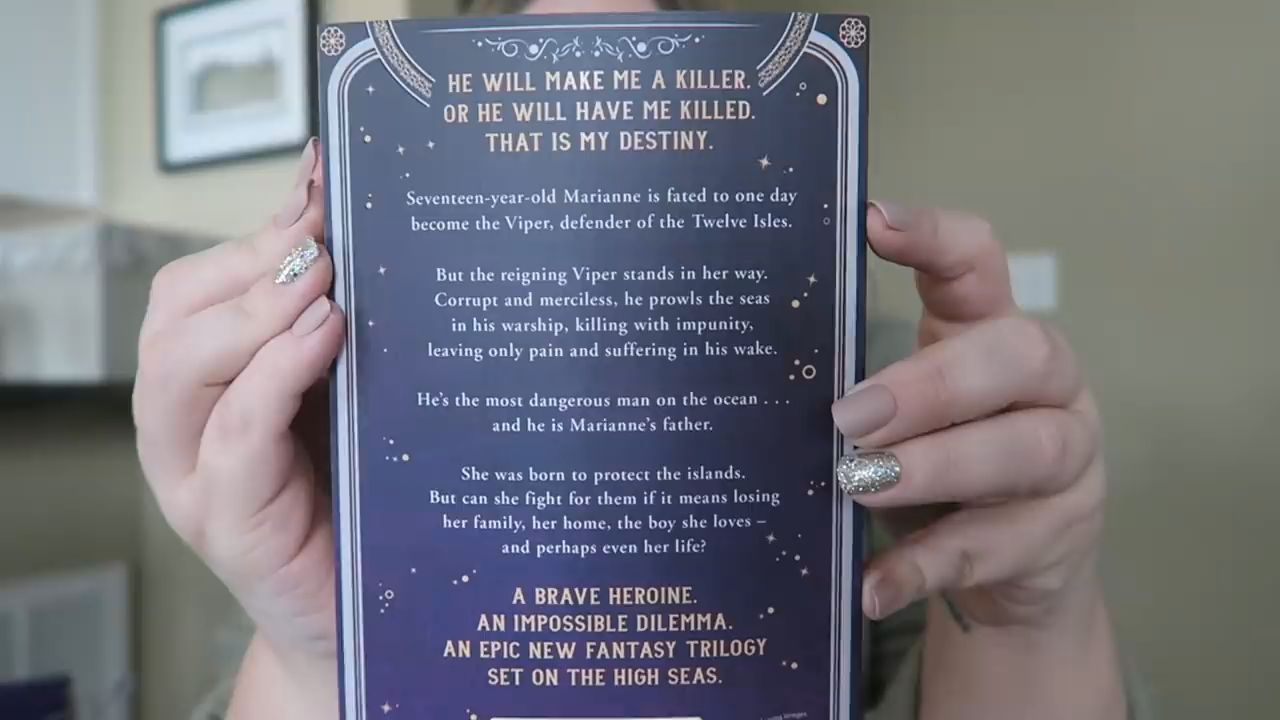 HE WILL MAKE ME A KILLER.
OR HE WILL HAVE ME KILLED.
THAT IS MY DESTINY.
Seventeen-year-old Marianne is fated to one day
become the Viper, defender of the Twelve Isles.
But the reigning Viper stands in her way.
Corrupt and merciless, he prowls the seas
in his warship, killing with impunity,
leaving only pain and suffering in his wake.
He's the most dangerous man on the ocean . . .
and he is Marianne's father.
She was born to protect the islands.
But can she fight for them if it means losing
her family, her home, the boy she loves –
and perhaps even her life?
A BRAVE HEROINE.
AN IMPOSSIBLE DILEMMA.
AN EPIC NEW FANTASY TRILOGY
SET ON THE HIGH SEAS.